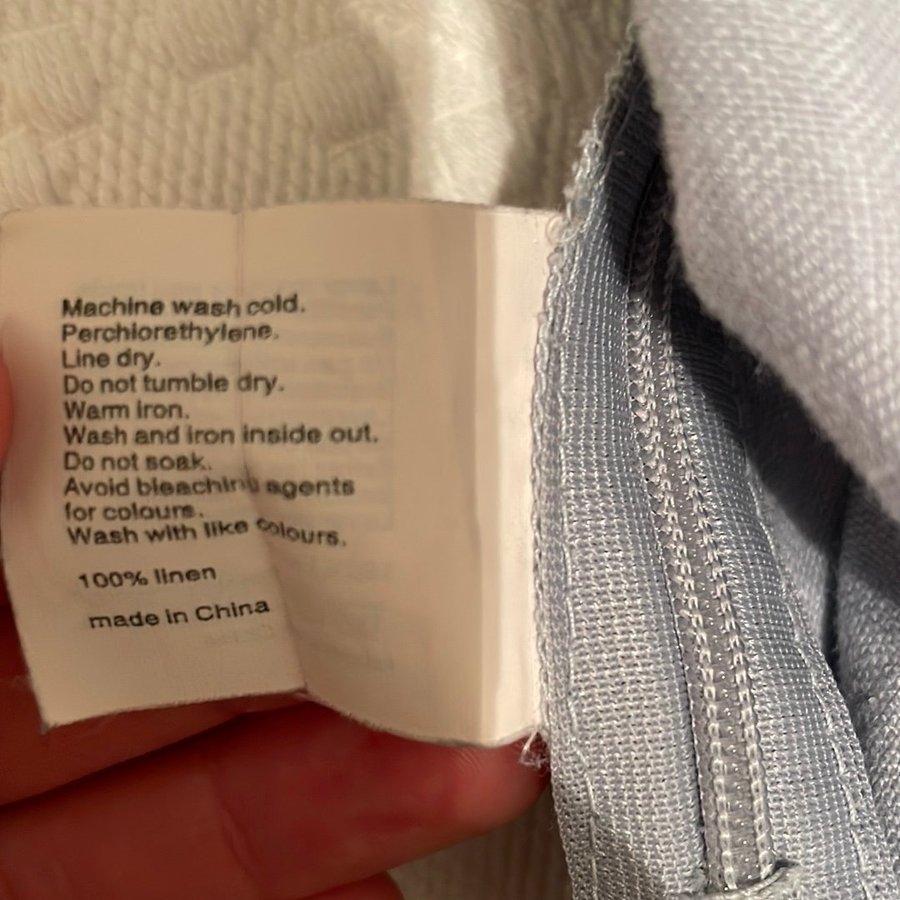 Machine wash cold.
Perchlorethylene.
Line dry.
Do not tumble dry.
Warm iron.
Wash and iron inside out.
Do not soak.
Avoid bleaching agents
for colours.
Wash with like colours.
100% linen
made in China